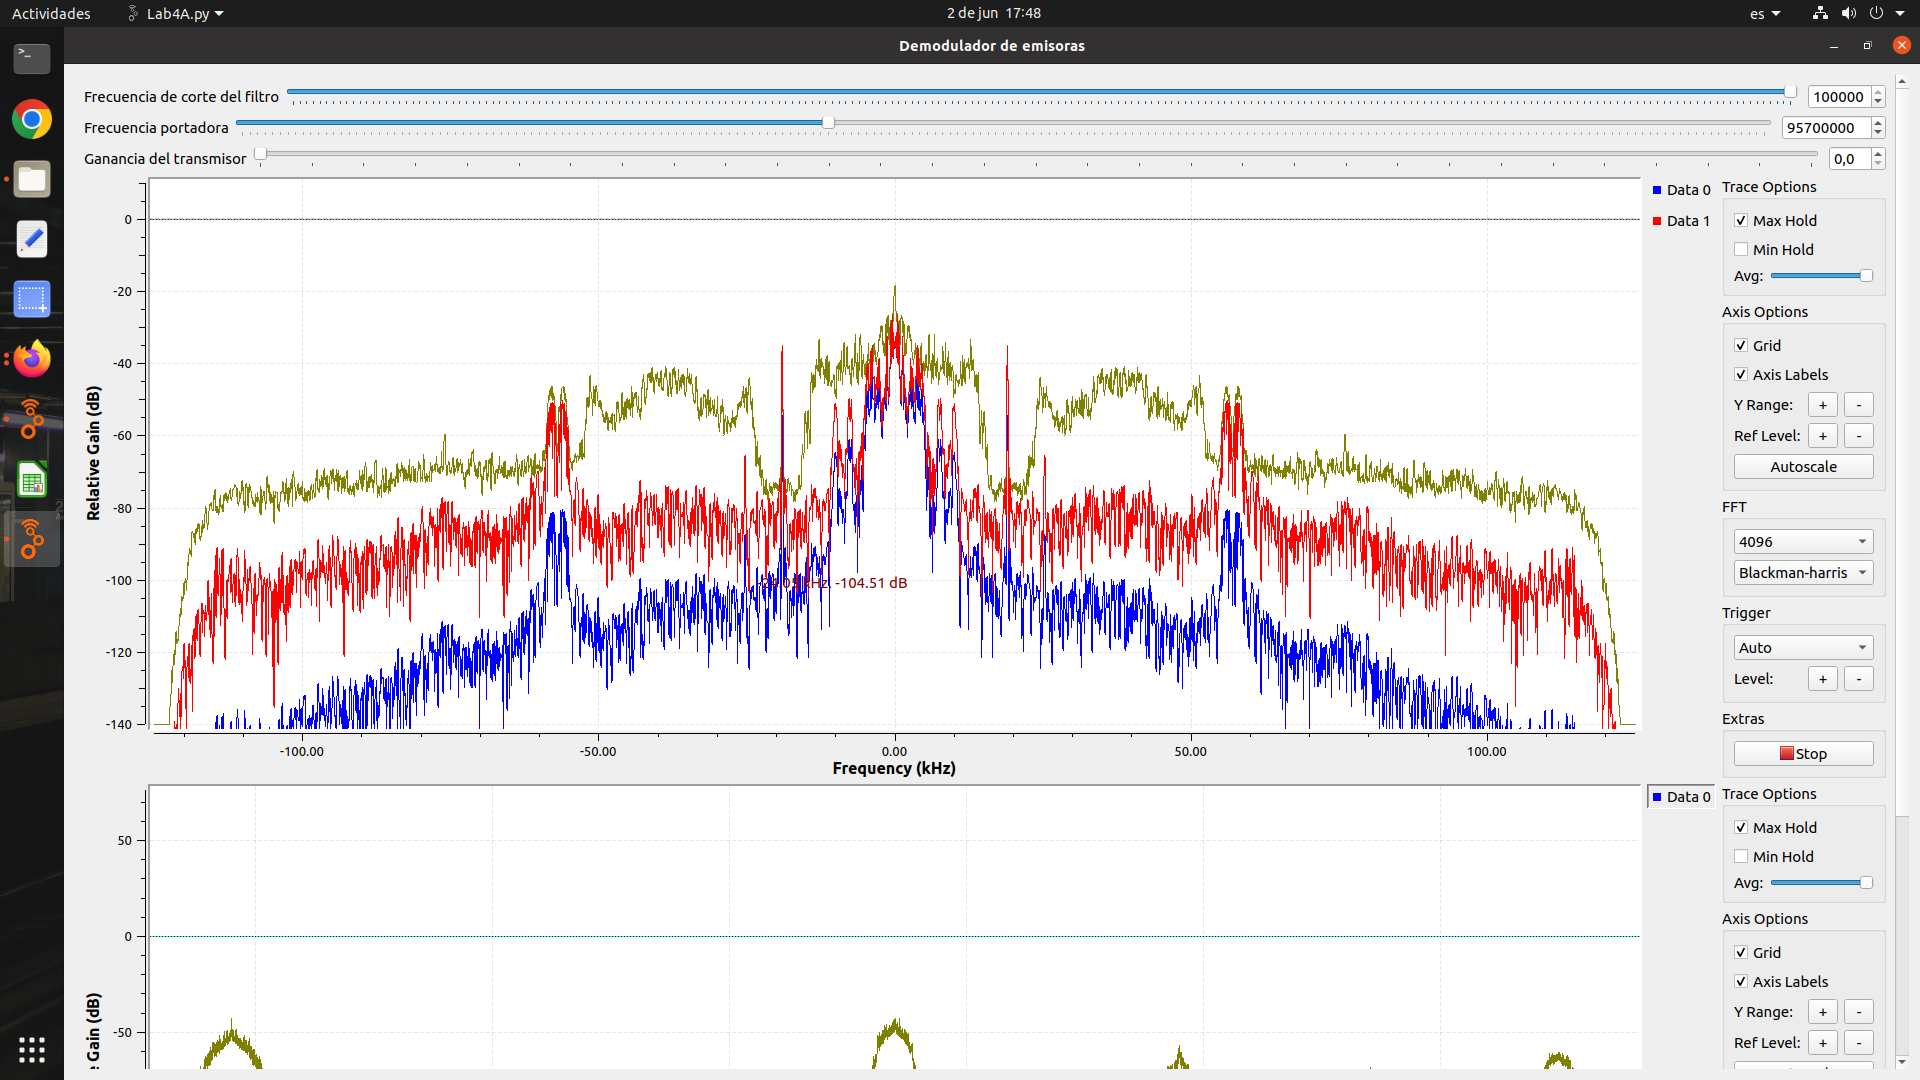 Actividades
Lab4A.py
2 de jun 17:48
es
Demodulador de emisoras
Frecuencia de corte del filtro
100000
Frecuencia portadora
95700000
Ganancia del transmisor
0,0
Relative Gain (dB)
0
-20
-40
-60
-80
-100
-120
-140
kHz, -104.51 dB
-100.00
-50.00
0.00
50.00
100.00
Frequency (kHz)
Data 0
Data 1
Trace Options
Max Hold
Min Hold
Avg:
Axis Options
Grid
Axis Labels
Y Range:
+
-
Ref Level:
+
-
Autoscale
FFT
4096
Blackman-harris
Trigger
Auto
Level:
+
-
Extras
Stop
Gain (dB)
50
0
-50
Data 0
Trace Options
Max Hold
Min Hold
Avg:
Axis Options
Grid
Axis Labels
Y Range:
+
-
Ref Level:
+
-